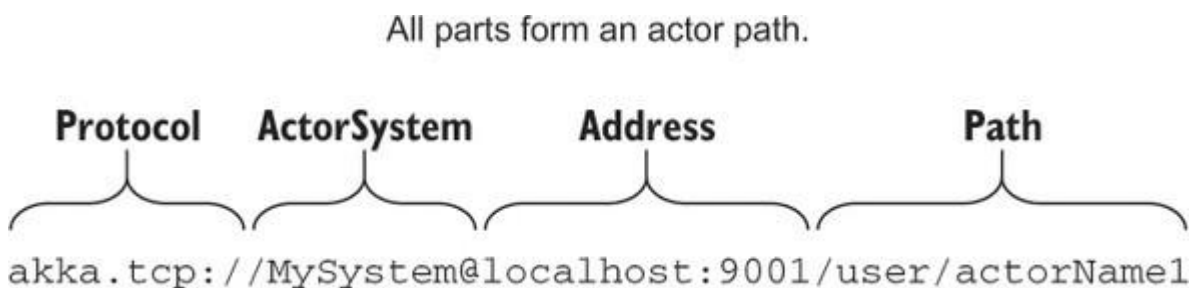 All parts form an actor path.
Protocol ActorSystem Address Path
akka.tcp://MySystem@localhost:9001/user/actorName1